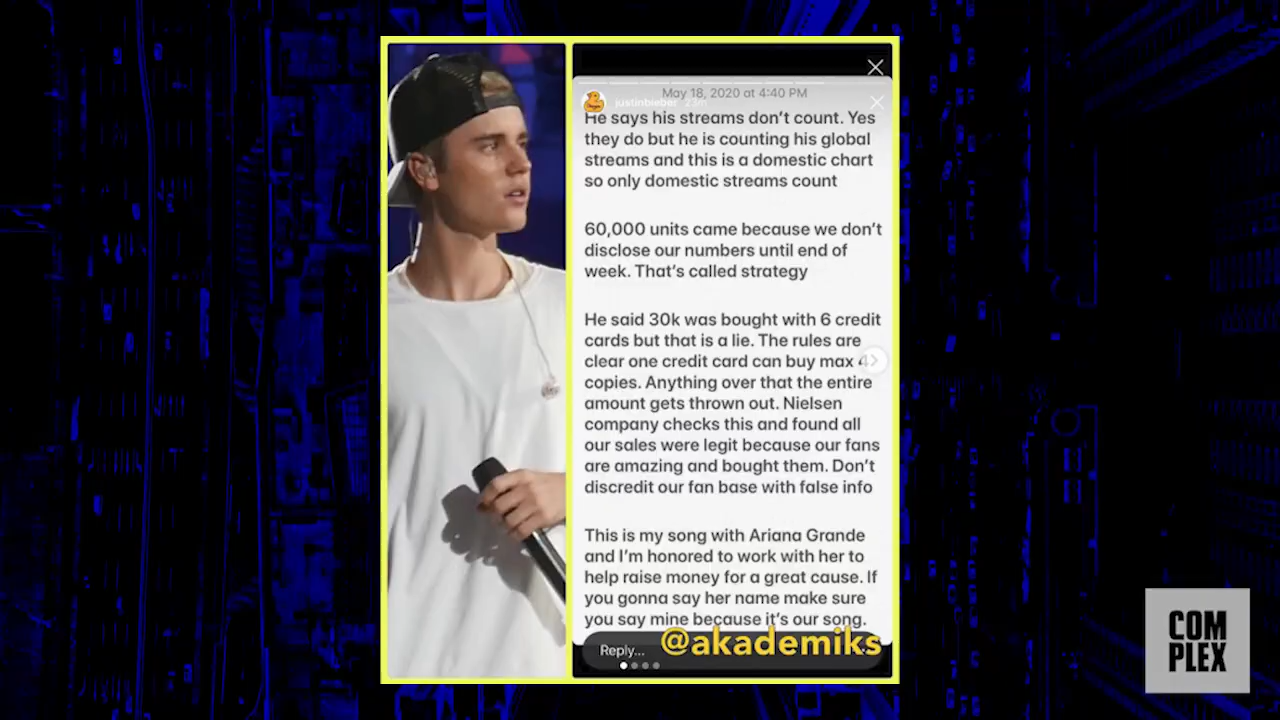 May 18, 2020 at 4:40 PM
justinbieber 23m
He says his streams don't count. Yes
they do but he is counting his global
streams and this is a domestic chart
so only domestic streams count
60,000 units came because we don't
disclose our numbers until end of
week. That's called strategy
He said 30k was bought with 6 credit
cards but that is a lie. The rules are
clear one credit card can buy max 4
copies. Anything over that the entire
amount gets thrown out. Nielsen
company checks this and found all
our sales were legit because our fans
are amazing and bought them. Don't
discredit our fan base with false info
This is my song with Ariana Grande
and I'm honored to work with her to
help raise money for a great cause. If
you gonna say her name make sure
you say mine because it's our song.
Reply...
@akademiks
COM
PLEX